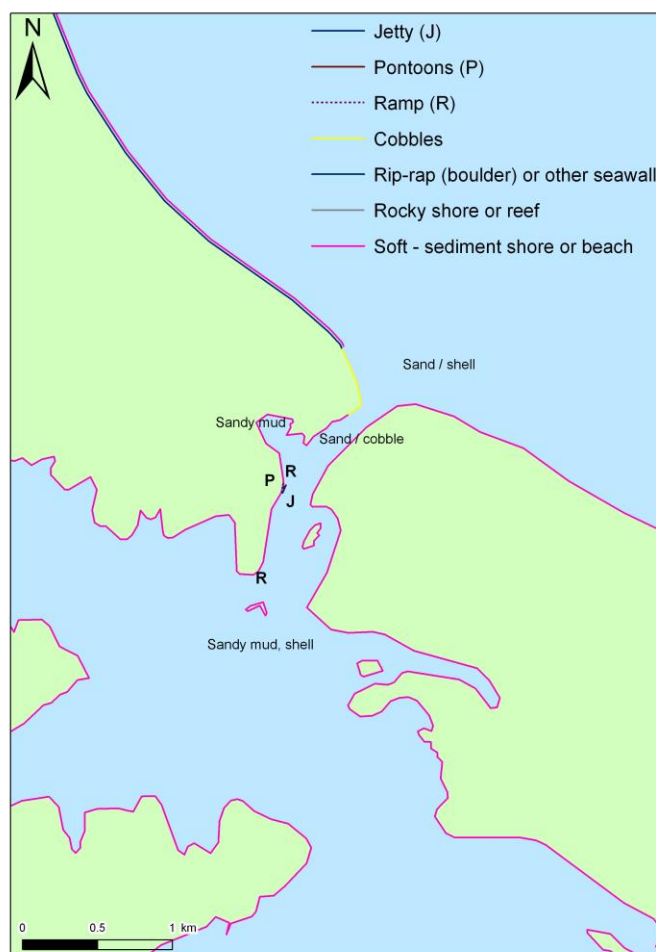 N
Jetty (J)
Pontoons (P)
Ramp (R)
Cobbles
Rip-rap (boulder) or other seawall
Rocky shore or reef
Soft - sediment shore or beach
Sand / shell
Sandy mud
Sand / cobble
R
P
J
R
Sandy mud, shell
0 0.5 1 km